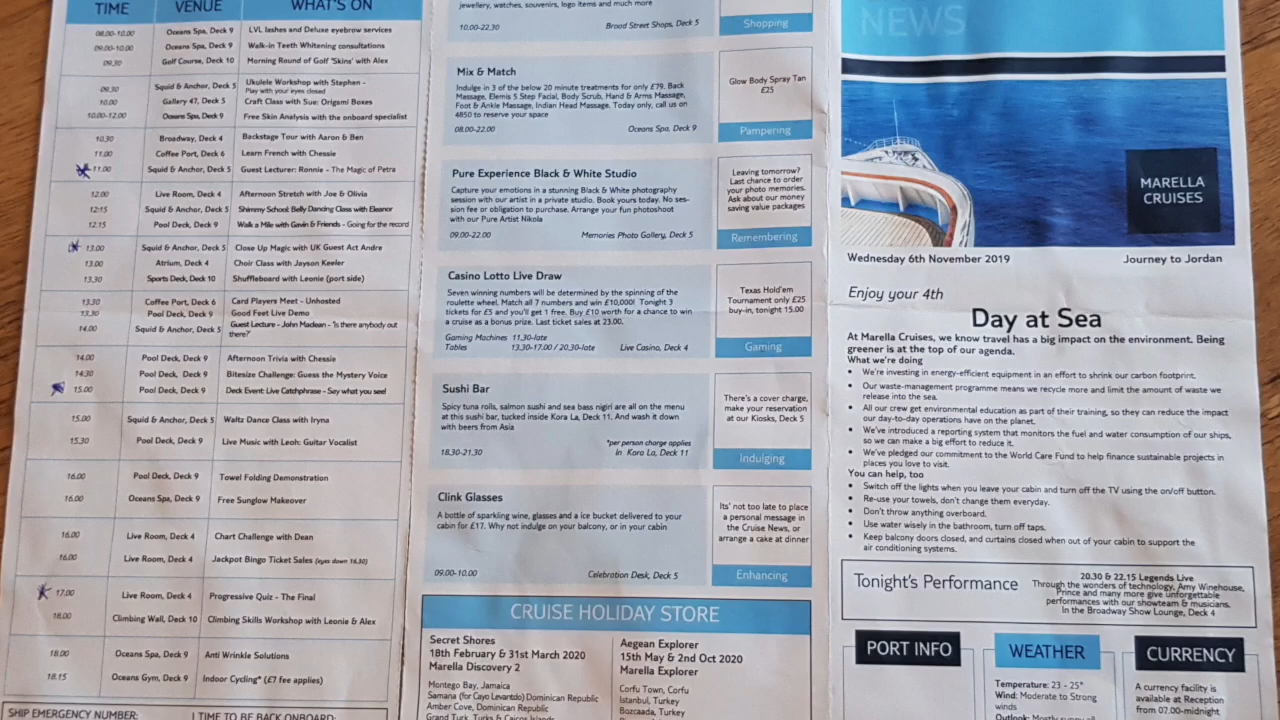 TIME VENUE WHAT'S ON
08.00-10.00 Oceans Spa, Deck 9 LVL lashes and Deluxe eyebrow services
09.00-10.00 Oceans Spa, Deck 9 Walk-in Teeth Whitening consultations
09.30 Golf Course, Deck 10 Morning Round of Golf 'Skins' with Alex
09.30 Squid & Anchor, Deck 5 Ukulele Workshop with Stephen -
Play with your eyes closed
10.00 Gallery 47, Deck 5 Craft Class with Sue: Origami Boxes
10.00-12.00 Oceans Spa, Deck 9 Free Skin Analysis with the onboard specialist
10.30 Broadway, Deck 4 Backstage Tour with Aaron & Ben
11.00 Coffee Port, Deck 6 Learn French with Chessie
11.00 Squid & Anchor, Deck 5 Guest Lecturer: Ronnie - The Magic of Petra
12.00 Live Room, Deck 4 Afternoon Stretch with Joe & Olivia
12:15 Squid & Anchor, Deck 5 Shimmy School: Belly Dancing Class with Eleanor
12.15 Pool Deck, Deck 9 Walk a Mile with Gavin & Friends - Going for the record
13.00 Squid & Anchor, Deck 5 Close Up Magic with UK Guest Act Andre
13.00 Atrium, Deck 4 Choir Class with Jayson Keeler
13.30 Sports Deck, Deck 10 Shuffleboard with Leonie (port side)
13.30 Coffee Port, Deck 6 Card Players Meet - Unhosted
13.30 Pool Deck, Deck 9 Good Feet Live Demo
14.00 Squid & Anchor, Deck 5 Guest Lecture - John Maclean - 'Is there anybody out
there?'
14.00 Pool Deck, Deck 9 Afternoon Trivia with Chessie
14:30 Pool Deck, Deck 9 Bitesize Challenge: Guess the Mystery Voice
15.00 Pool Deck, Deck 9 Deck Event: Live Catchphrase - Say what you see!
15.00 Squid & Anchor, Deck 5 Waltz Dance Class with Iryna
15.30 Pool Deck, Deck 9 Live Music with Leah: Guitar Vocalist
16.00 Pool Deck, Deck 9 Towel Folding Demonstration
16.00 Oceans Spa, Deck 9 Free Sunglow Makeover
16.00 Live Room, Deck 4 Chart Challenge with Dean
16.00 Live Room, Deck 4 Jackpot Bingo Ticket Sales (eyes down 16.30)
17.00 Live Room, Deck 4 Progressive Quiz - The Final
18.00 Climbing Wall, Deck 10 Climbing Skills Workshop with Leonie & Alex
18.00 Oceans Spa, Deck 9 Anti Wrinkle Solutions
18.15 Oceans Gym, Deck 9 Indoor Cycling* (£7 fee applies)
SHIP EMERGENCY NUMBER: TIME TO BE BACK ONBOARD:
jewellery, watches, souvenirs, logo items and much more
10.00-22.30 Broad Street Shops, Deck 5
Shopping
Mix & Match
Indulge in 3 of the below 20 minute treatments for only £79. Back
Massage, Elemis 5 Step Facial, Body Scrub, Hand & Arms Massage,
Foot & Ankle Massage, Indian Head Massage. Today only, call us on
4850 to reserve your space
08.00-22.00 Oceans Spa, Deck 9
Glow Body Spray Tan
£25
Pampering
Pure Experience Black & White Studio
Capture your emotions in a stunning Black & White photography
session with our artist in a private studio. Book yours today. No ses-
sion fee or obligation to purchase. Arrange your fun photoshoot
with our Pure Artist Nikola
09.00-22.00 Memories Photo Gallery, Deck 5
Leaving tomorrow?
Last chance to order
your photo memories.
Ask about our money
saving value packages
Remembering
Casino Lotto Live Draw
Seven winning numbers will be determined by the spinning of the
roulette wheel. Match all 7 numbers and win £10,000! Tonight 3
tickets for £5 and you'll get 1 free. Buy £10 worth for a chance to win
a cruise as a bonus prize. Last ticket sales at 23.00.
Gaming Machines 11.30-late
Tables 13.30-17.00 / 20.30-late Live Casino, Deck 4
Texas Hold'em
Tournament only £25
buy-in, tonight 15.00
Gaming
Sushi Bar
Spicy tuna rolls, salmon sushi and sea bass nigiri are all on the menu
at this sushi bar, tucked inside Kora La, Deck 11. And wash it down
with beers from Asia
*per person charge applies
18.30-21.30 In Kora La, Deck 11
There's a cover charge,
make your reservation
at our Kiosks, Deck 5
Indulging
Clink Glasses
A bottle of sparkling wine, glasses and a ice bucket delivered to your
cabin for £17. Why not indulge on your balcony, or in your cabin
09.00-10.00 Celebration Desk, Deck 5
Its' not too late to place
a personal message in
the Cruise News, or
arrange a cake at dinner
Enhancing
CRUISE HOLIDAY STORE
Secret Shores
18th February & 31st March 2020
Marella Discovery 2
Montego Bay, Jamaica
Samana (for Cayo Levantdo) Dominican Republic
Amber Cove, Dominican Republic
Grand Turk, Turks & Caicos Islands
Aegean Explorer
15th May & 2nd Oct 2020
Marella Explorer
Corfu Town, Corfu
Istanbul, Turkey
Bozcaada, Turkey
NEWS
MARELLA
CRUISES
Wednesday 6th November 2019 Journey to Jordan
Enjoy your 4th
Day at Sea
At Marella Cruises, we know travel has a big impact on the environment. Being
greener is at the top of our agenda.
What we're doing
• We're investing in energy-efficient equipment in an effort to shrink our carbon footprint.
• Our waste-management programme means we recycle more and limit the amount of waste we
release into the sea.
• All our crew get environmental education as part of their training, so they can reduce the impact
our day-to-day operations have on the planet.
• We've introduced a reporting system that monitors the fuel and water consumption of our ships,
so we can make a big effort to reduce it.
• We've pledged our commitment to the World Care Fund to help finance sustainable projects in
places you love to visit.
You can help, too
• Switch off the lights when you leave your cabin and turn off the TV using the on/off button.
• Re-use your towels, don't change them everyday.
• Don't throw anything overboard.
• Use water wisely in the bathroom, turn off taps.
• Keep balcony doors closed, and curtains closed when out of your cabin to support the
air conditioning systems.
Tonight's Performance
20.30 & 22.15 Legends Live
Through the wonders of technology, Amy Winehouse,
Prince and many more give unforgettable
performances with our showteam & musicians.
In the Broadway Show Lounge, Deck 4
PORT INFO
WEATHER
Temperature: 23 - 25°
Wind: Moderate to Strong
winds
Outlook: Mostly sunny all
CURRENCY
A currency facility is
available at Reception
from 07.00-midnight